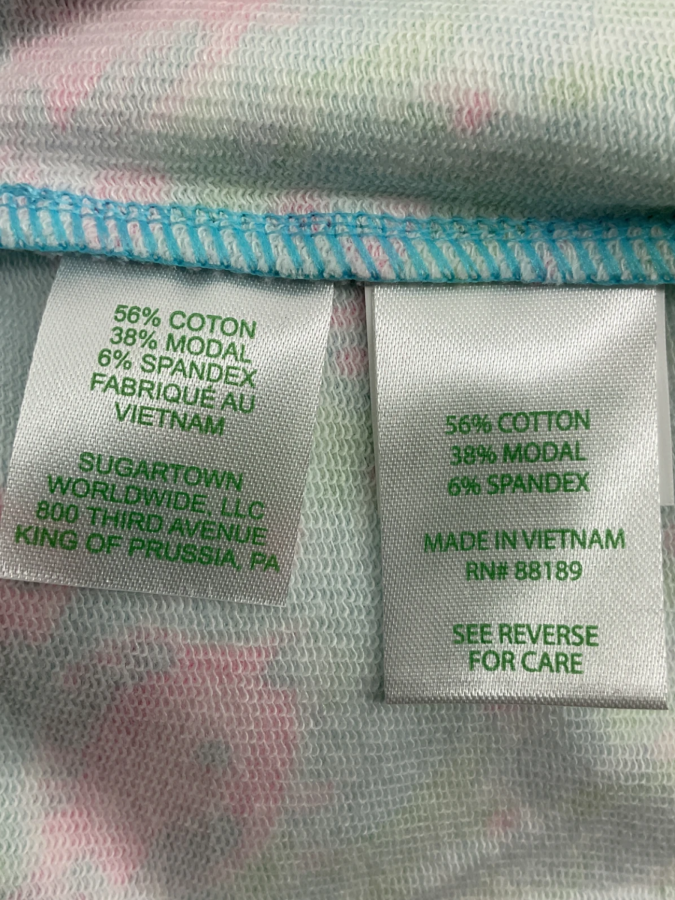 56% COTON
38% MODAL
6% SPANDEX
FABRIQUÉ AU
VIETNAM
SUGARTOWN
WORLDWIDE, LLC
800 THIRD AVENUE
KING OF PRUSSIA, PA
56% COTTON
38% MODAL
6% SPANDEX
MADE IN VIETNAM
RN# 88189
SEE REVERSE
FOR CARE